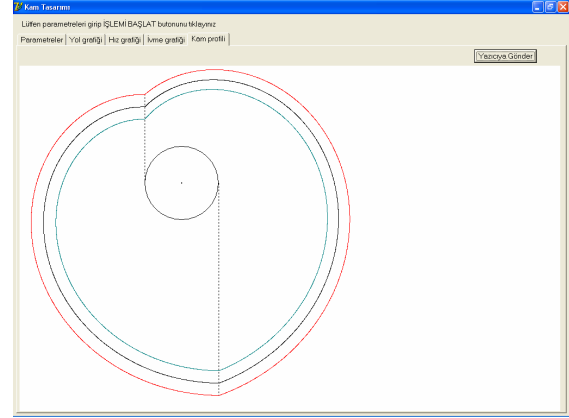 Kam Tasarımı
Lütfen parametreleri girip İŞLEMİ BAŞLAT butonunu tıklayınız
Parametreler Yol grafiği Hız grafiği İvme grafiği Kam profili
Yazıcıya Gönder